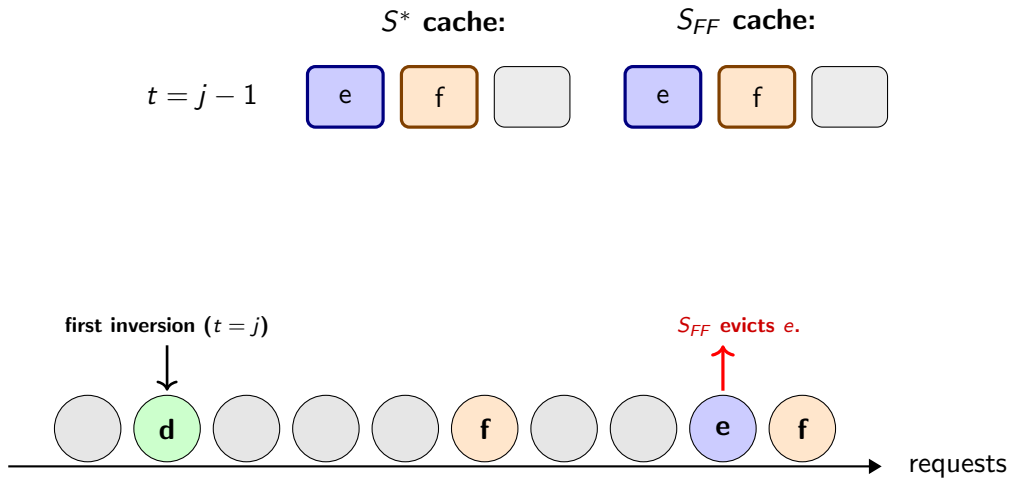 S* cache: S_FF cache:
t = j − 1 e f e f
first inversion (t = j) S_FF evicts e.
d f e f
requests